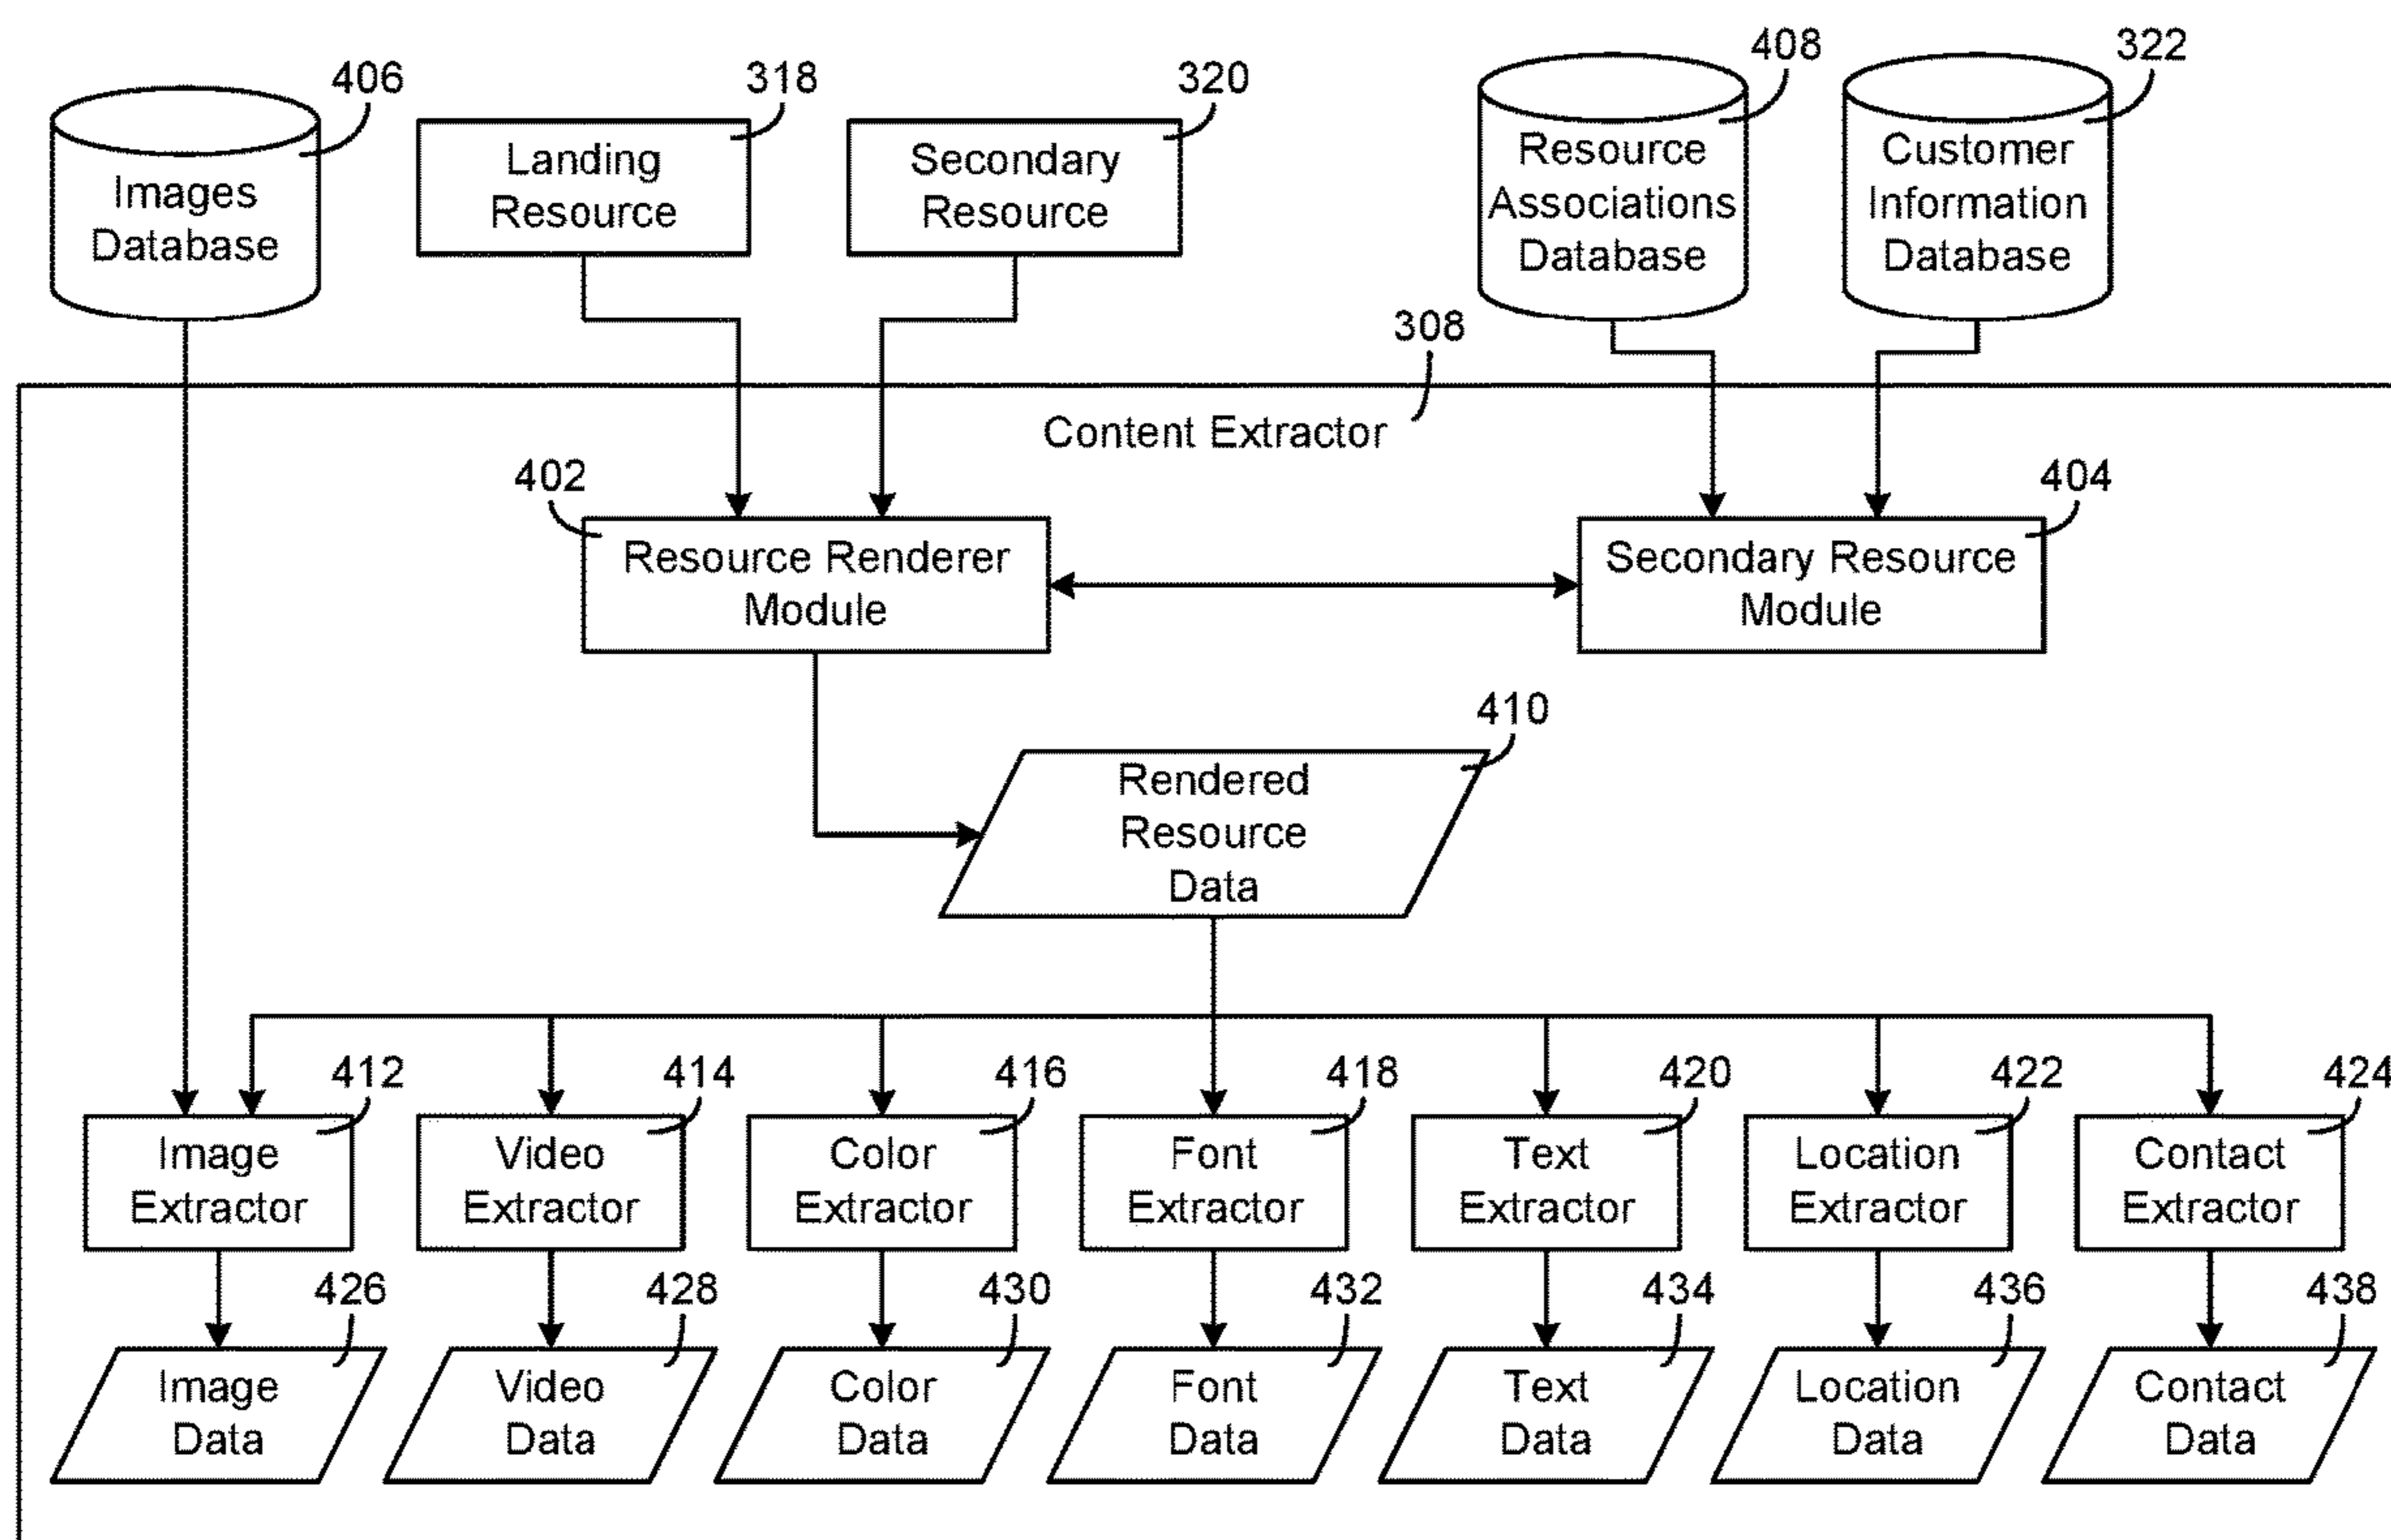 406
318
320
408
322
Images
Database
Landing
Resource
Secondary
Resource
Resource
Associations
Database
Customer
Information
Database
308
Content Extractor
402
404
Resource Renderer
Module
Secondary Resource
Module
410
Rendered
Resource
Data
412
414
416
418
420
422
424
Image
Extractor
Video
Extractor
Color
Extractor
Font
Extractor
Text
Extractor
Location
Extractor
Contact
Extractor
426
428
430
432
434
436
438
Image
Data
Video
Data
Color
Data
Font
Data
Text
Data
Location
Data
Contact
Data